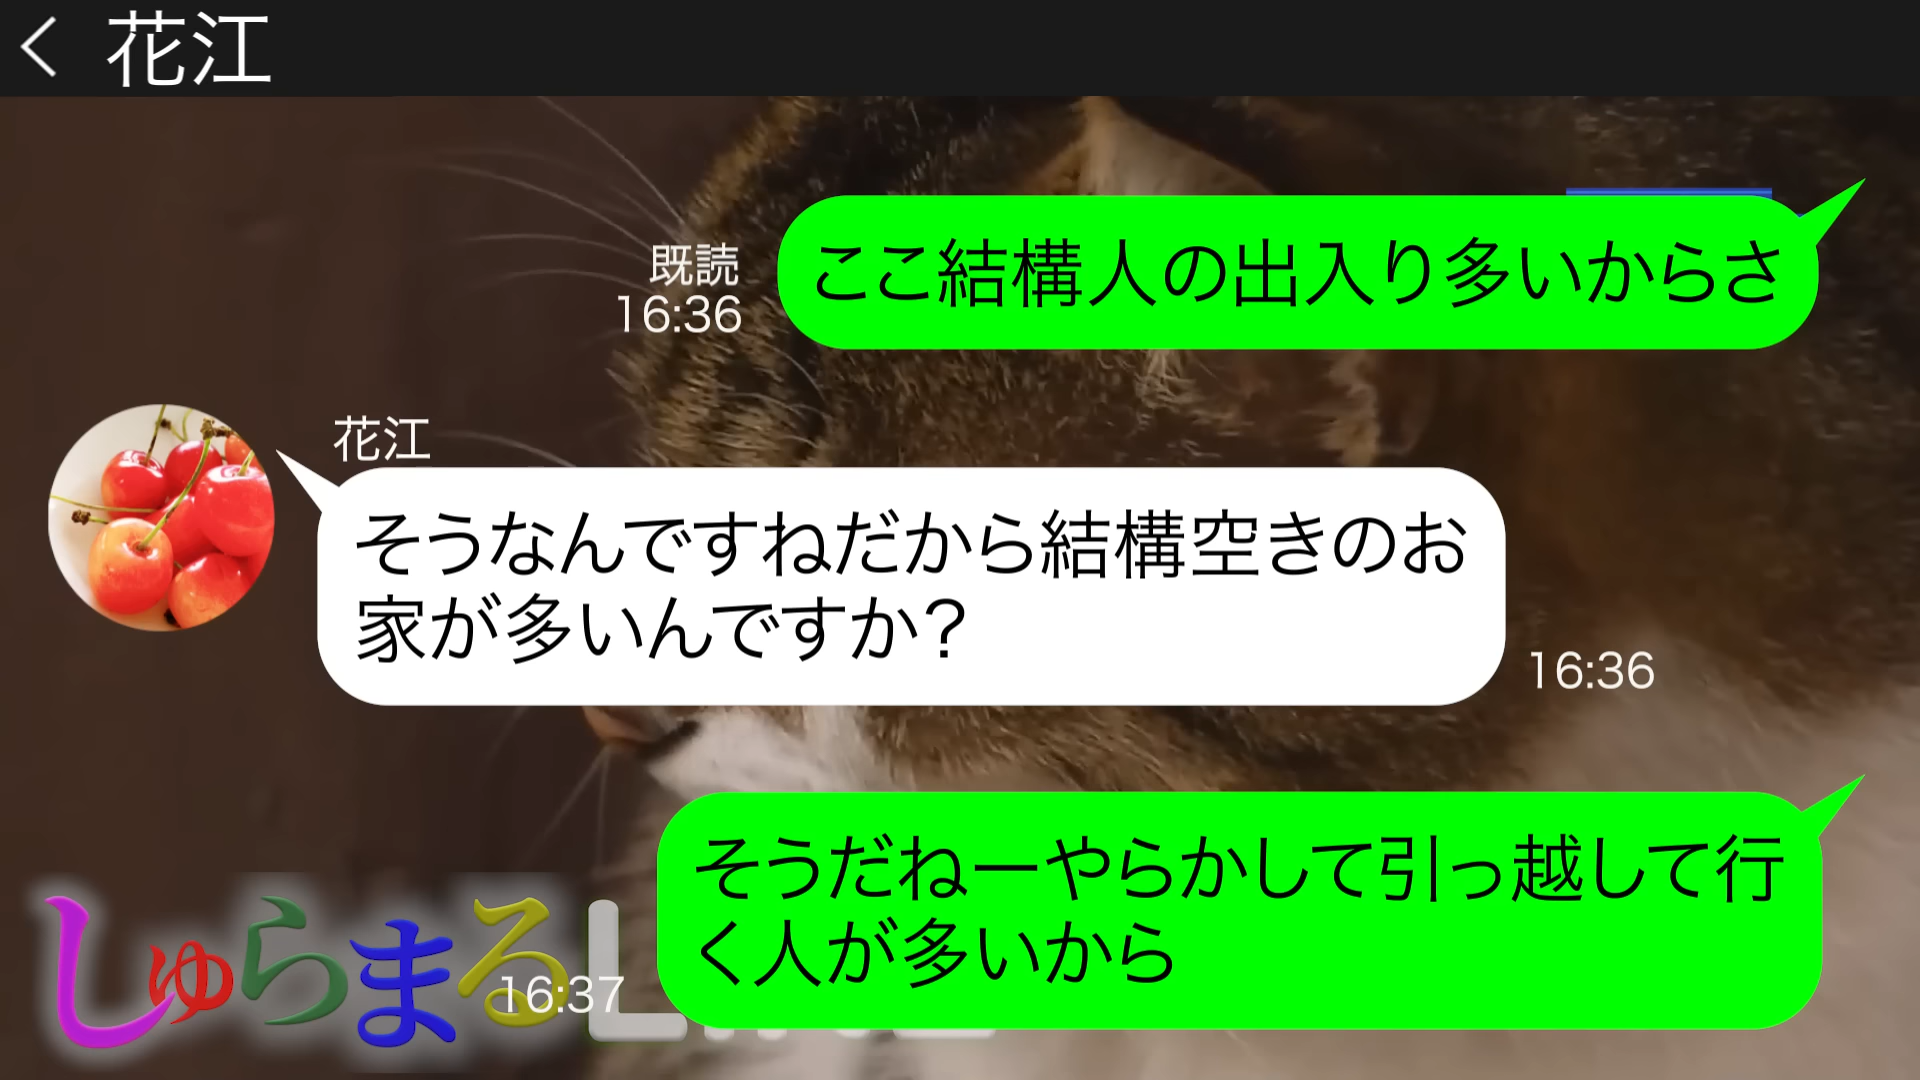 花江
ここ結構人の出入り多いからさ
既読
16:36
花江
そうなんですねだから結構空きのお
家が多いんですか?
16:36
そうだねーやらかして引っ越して行
く人が多いから
16:37
しゅらまる